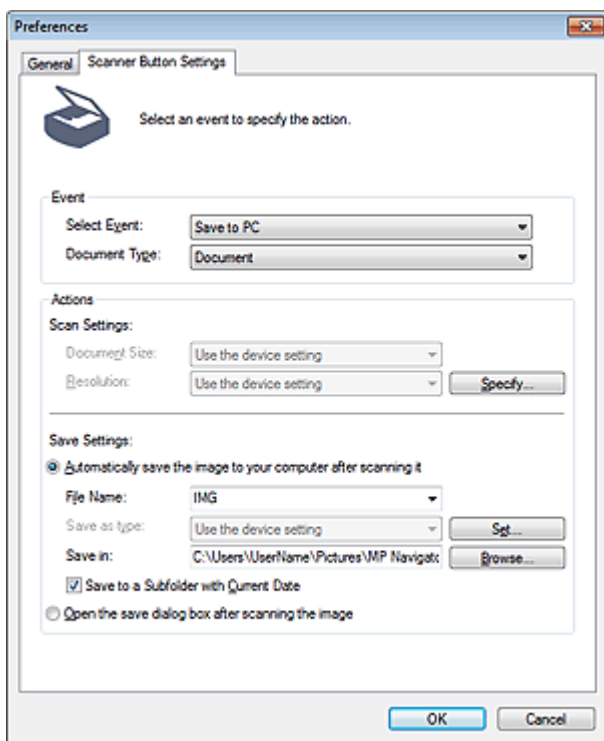 Preferences
General Scanner Button Settings
Select an event to specify the action.
Event
Select Event: Save to PC
Document Type: Document
Actions
Scan Settings:
Document Size: Use the device setting
Resolution: Use the device setting Specify...
Save Settings:
Automatically save the image to your computer after scanning it
File Name: IMG
Save as type: Use the device setting Set...
Save in: C:\Users\UserName\Pictures\MP Navigato Browse...
Save to a Subfolder with Current Date
Open the save dialog box after scanning the image
OK Cancel